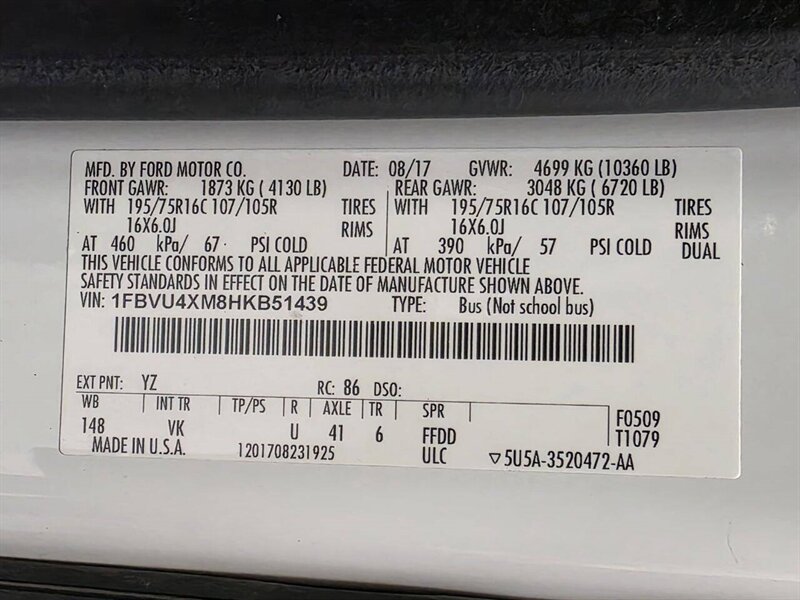 MFD. BY FORD MOTOR CO. DATE: 08/17 GVWR: 4699 KG (10360 LB)
FRONT GAWR: 1873 KG ( 4130 LB) REAR GAWR: 3048 KG ( 6720 LB)
WITH 195/75R16C 107/105R TIRES WITH 195/75R16C 107/105R TIRES
16X6.0J RIMS 16X6.0J RIMS
AT 460 kPa/ 67 PSI COLD AT 390 kPa/ 57 PSI COLD DUAL
THIS VEHICLE CONFORMS TO ALL APPLICABLE FEDERAL MOTOR VEHICLE
SAFETY STANDARDS IN EFFECT ON THE DATE OF MANUFACTURE SHOWN ABOVE.
VIN: 1FBVU4XM8HKB51439 TYPE: Bus (Not school bus)
EXT PNT: YZ RC: 86 DSO:
WB INT TR TP/PS R AXLE TR SPR F0509
148 VK U 41 6 FFDD T1079
MADE IN U.S.A. 1201708231925 ULC ▽5U5A-3520472-AA